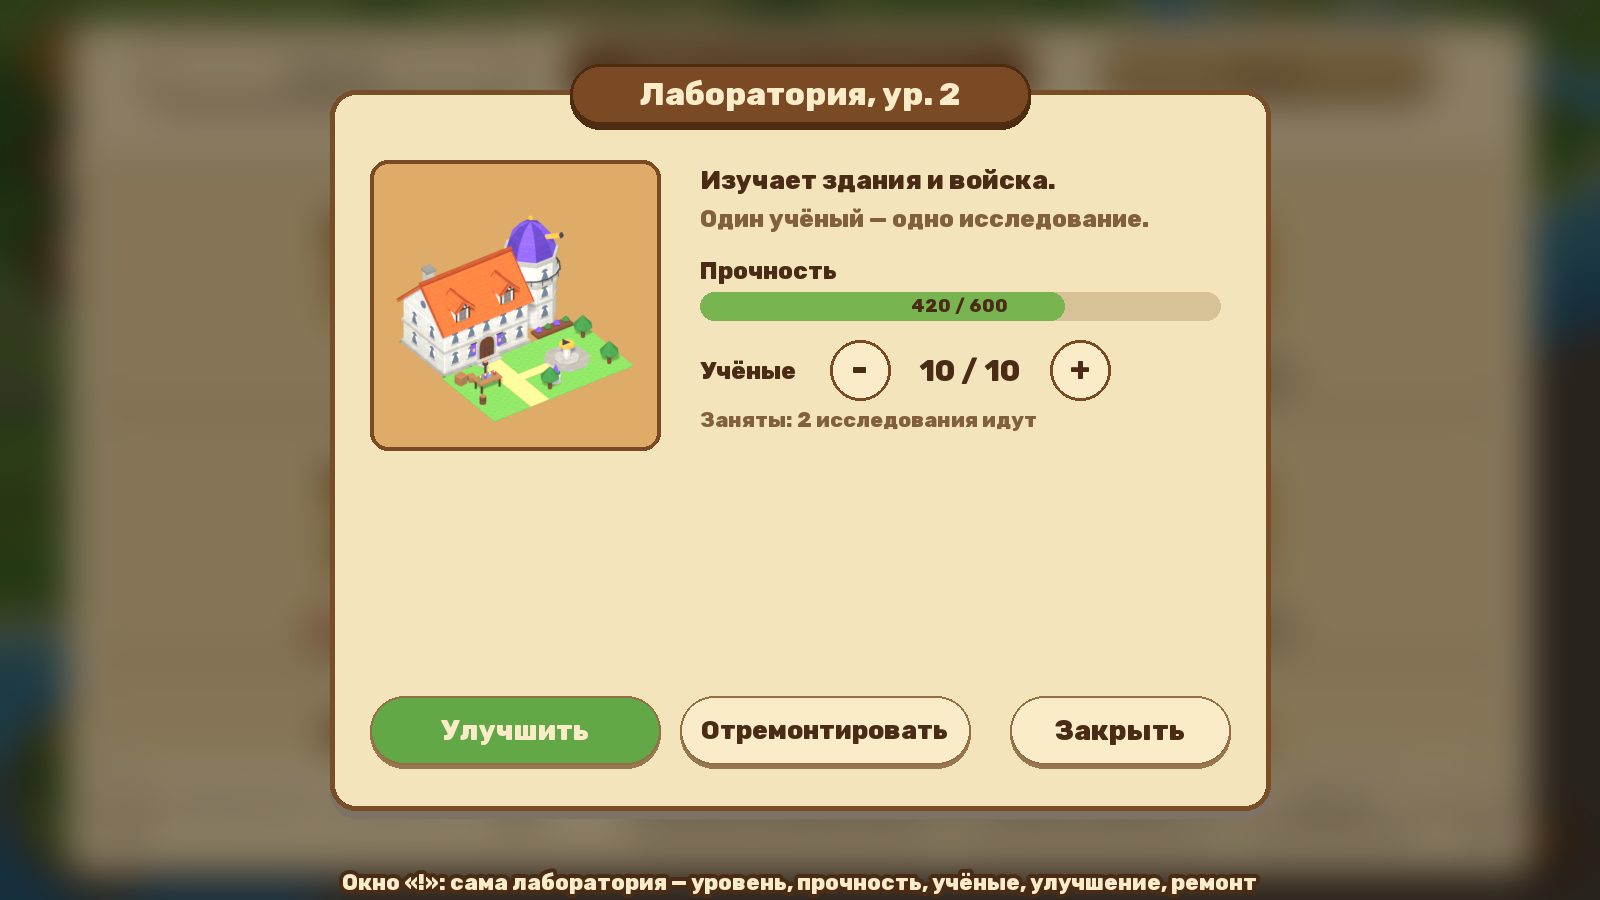 Лаборатория, ур. 2
Изучает здания и войска.
Один учёный — одно исследование.
Прочность
420 / 600
Учёные - 10 / 10 +
Заняты: 2 исследования идут
Улучшить
Отремонтировать
Закрыть
Окно «!»: сама лаборатория — уровень, прочность, учёные, улучшение, ремонт